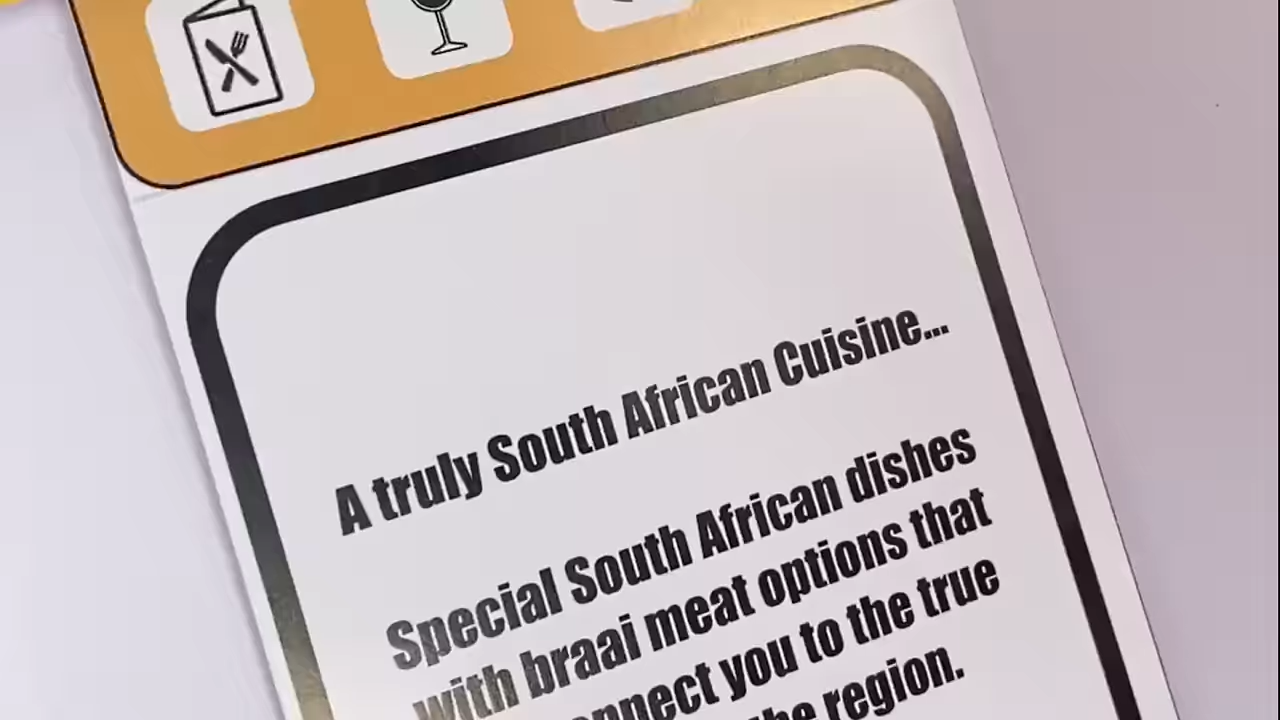 A truly South African Cuisine...
Special South African dishes
with braai meat options that
you to the true
the region.